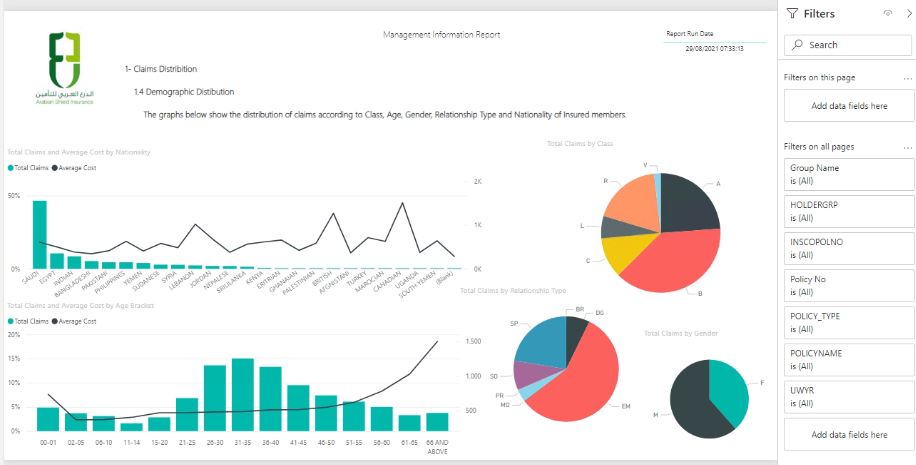 الدرع العربي للتأمين
Arabian Shield Insurance
Management Information Report
Report Run Date
29/08/2021 07:33:13
1- Claims Distribition
1.4 Demographic Distibution
The graphs below show the distribution of claims according to Class, Age, Gender, Relationship Type and Nationality of Insured members.
Total Claims and Average Cost by Nationality
Total Claims Average Cost
50%
0%
2K
1K
0K
SAUDI
EGYPT
INDIAN
BANGLADESHI
PAKISTANI
PHILIPPINES
YEMEN
SUDANESE
SYRIA
LEBANON
JORDAN
NEPALESE
SRILANKA
KENYA
ERITRIAN
GHANAIAN
PALESTINIAN
BRITISH
AFGHISTANI
TURKEY
MAROCCIAN
CANADIAN
UGANDA
SOUTH YEMEN
(Blank)
Total Claims by Class
V
R
A
L
C
B
Total Claims and Average Cost by Age Bracket
Total Claims Average Cost
20%
15%
10%
5%
0%
1,500
1,000
500
00-01 02-05 06-10 11-14 15-20 21-25 26-30 31-35 36-40 41-45 46-50 51-55 56-60 61-65 66 AND ABOVE
Total Claims by Relationship Type
BR
DG
SP
SO
PR
MO
EM
Total Claims by Gender
F
M
Filters
Search
Filters on this page
Add data fields here
Filters on all pages
Group Name
is (All)
HOLDERGRP
is (All)
INSCOPOLNO
is (All)
Policy No
is (All)
POLICY_TYPE
is (All)
POLICYNAME
is (All)
UWYR
is (All)
Add data fields here